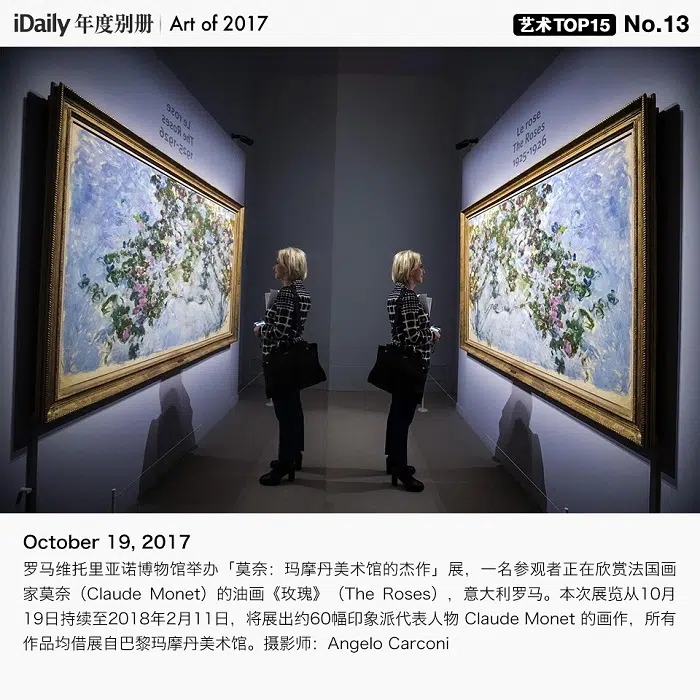 iDaily 年度别册 | Art of 2017
艺术TOP15 No.13
Le rose
The Roses
1925-1926
Le rose
The Roses
1925-1926
October 19, 2017
罗马维托里亚诺博物馆举办「莫奈：玛摩丹美术馆的杰作」展，一名参观者正在欣赏法国画
家莫奈（Claude Monet）的油画《玫瑰》（The Roses），意大利罗马。本次展览从10月
19日持续至2018年2月11日，将展出约60幅印象派代表人物 Claude Monet 的画作，所有
作品均借展自巴黎玛摩丹美术馆。摄影师：Angelo Carconi